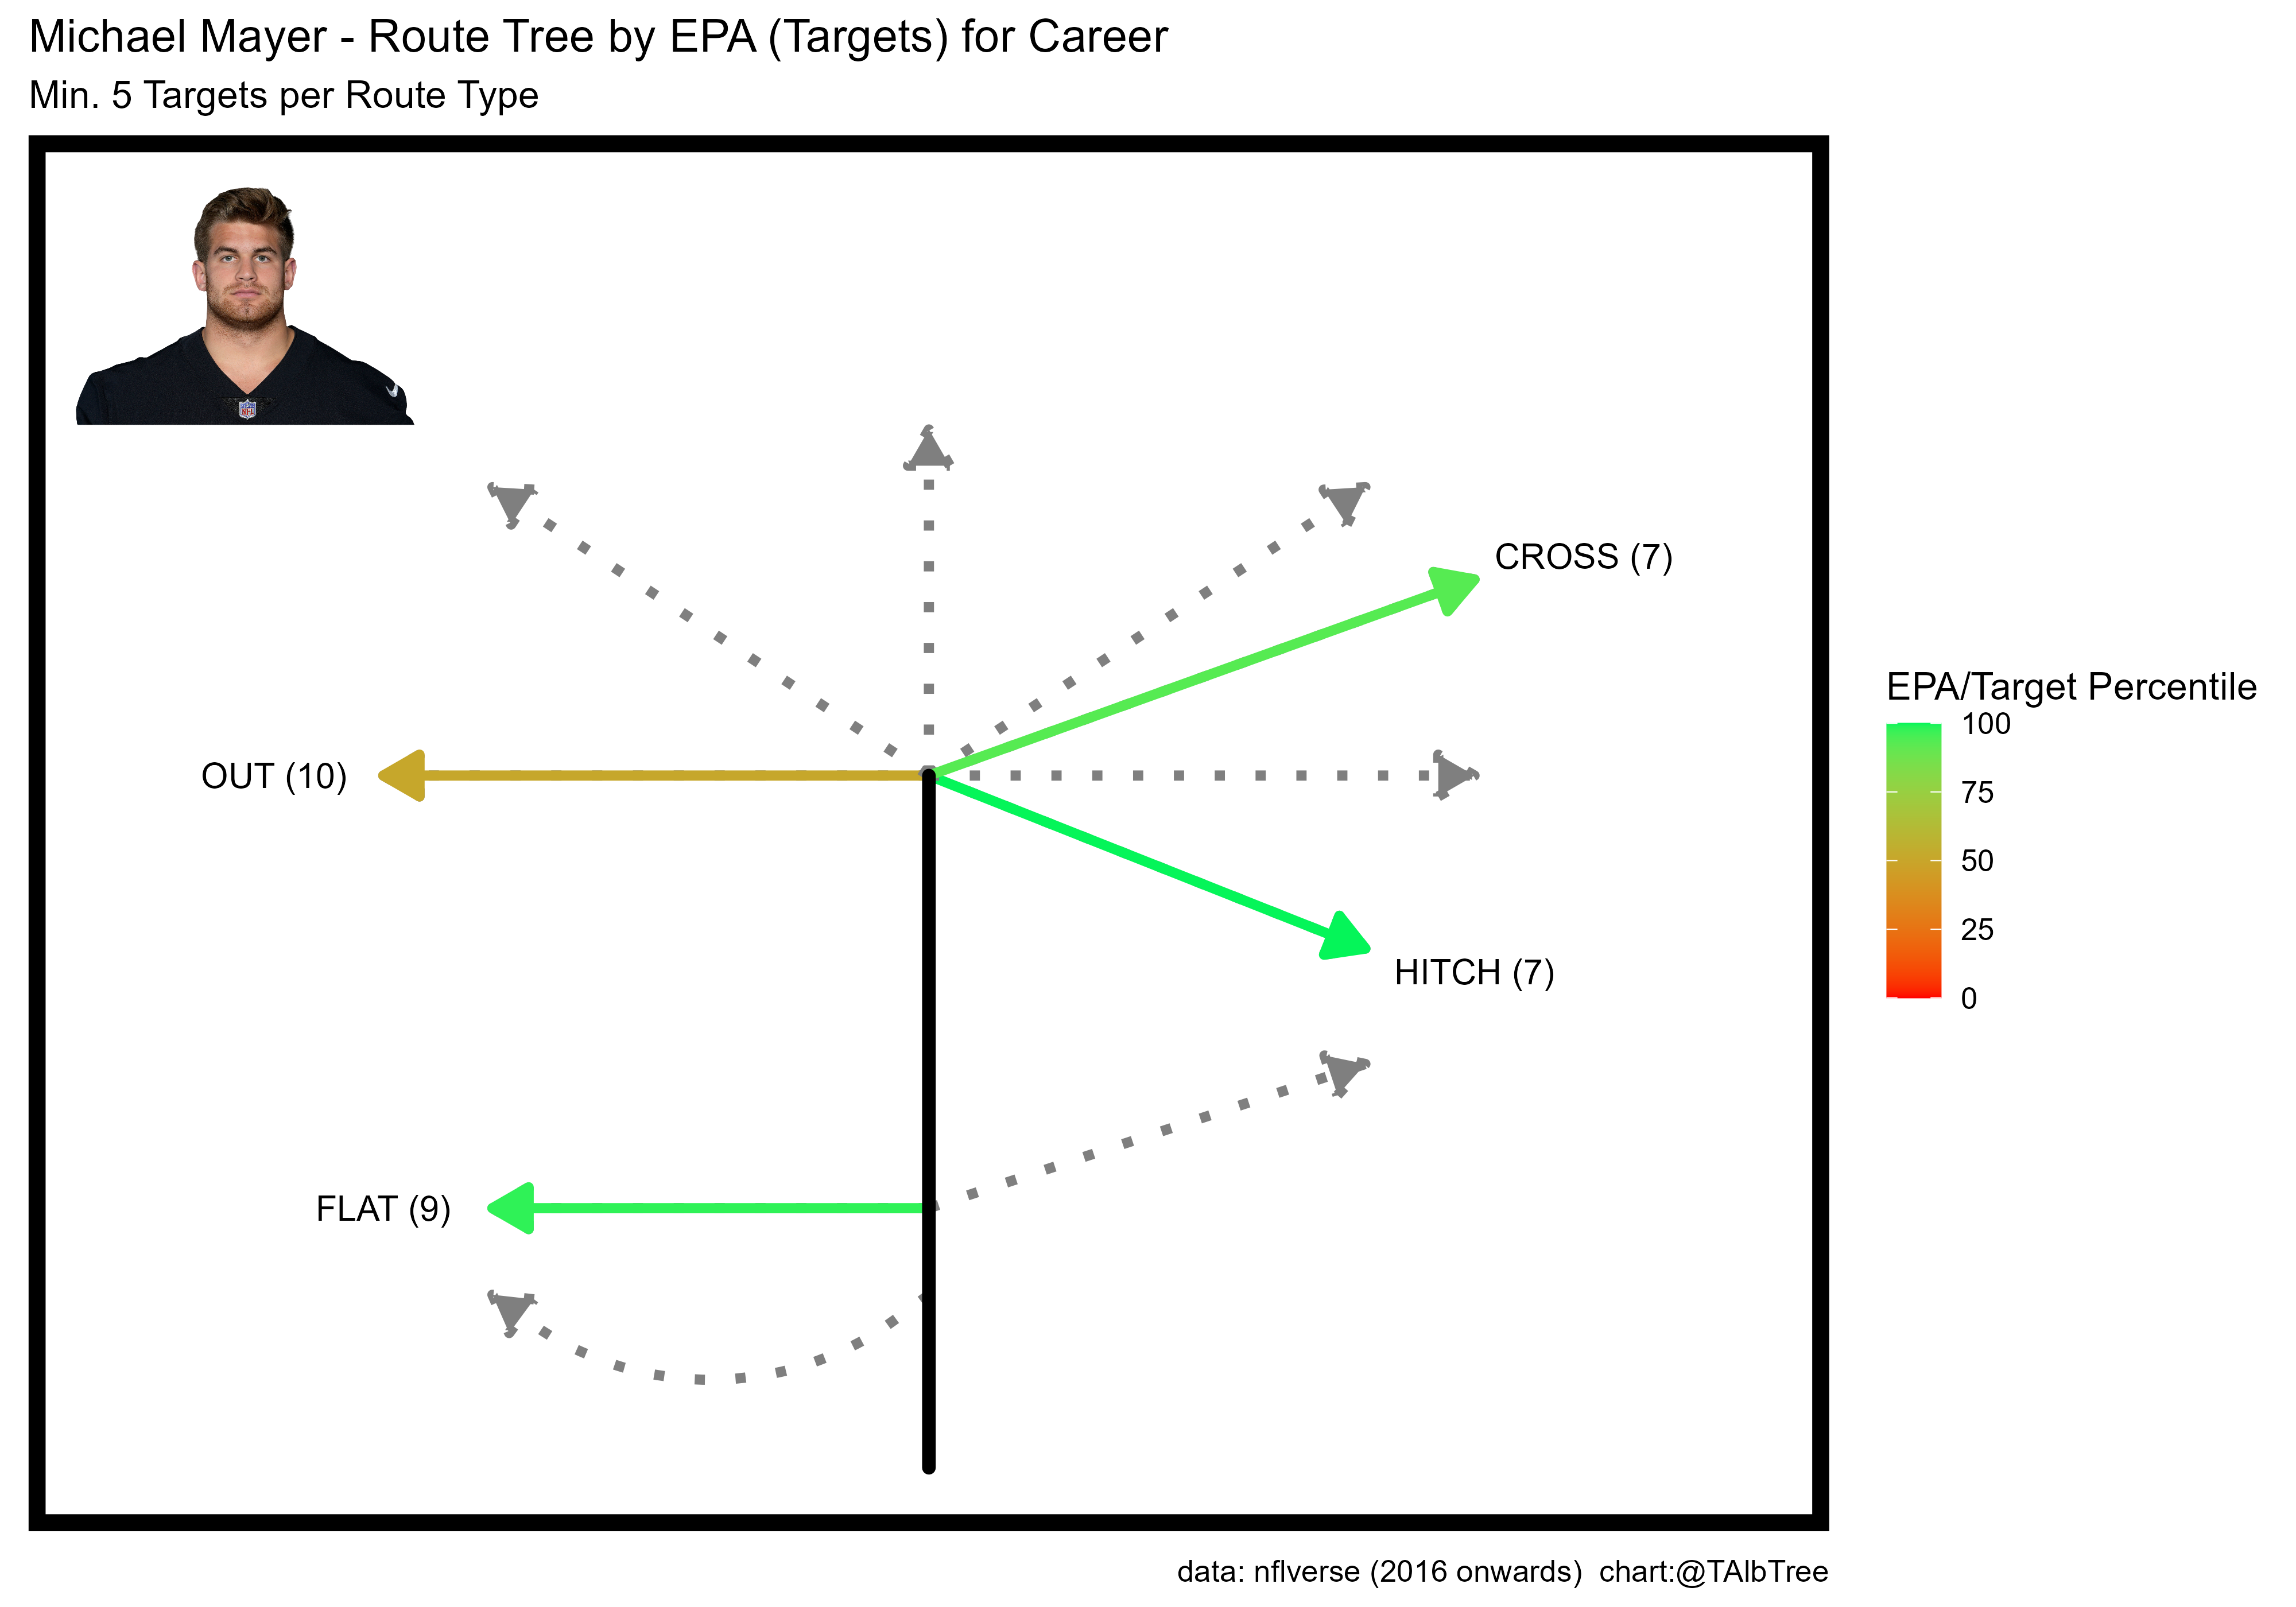 Michael Mayer - Route Tree by EPA (Targets) for Career
Min. 5 Targets per Route Type
CROSS (7)
OUT (10)
HITCH (7)
FLAT (9)
EPA/Target Percentile
100
75
50
25
0
data: nflverse (2016 onwards)  chart:@TAlbTree